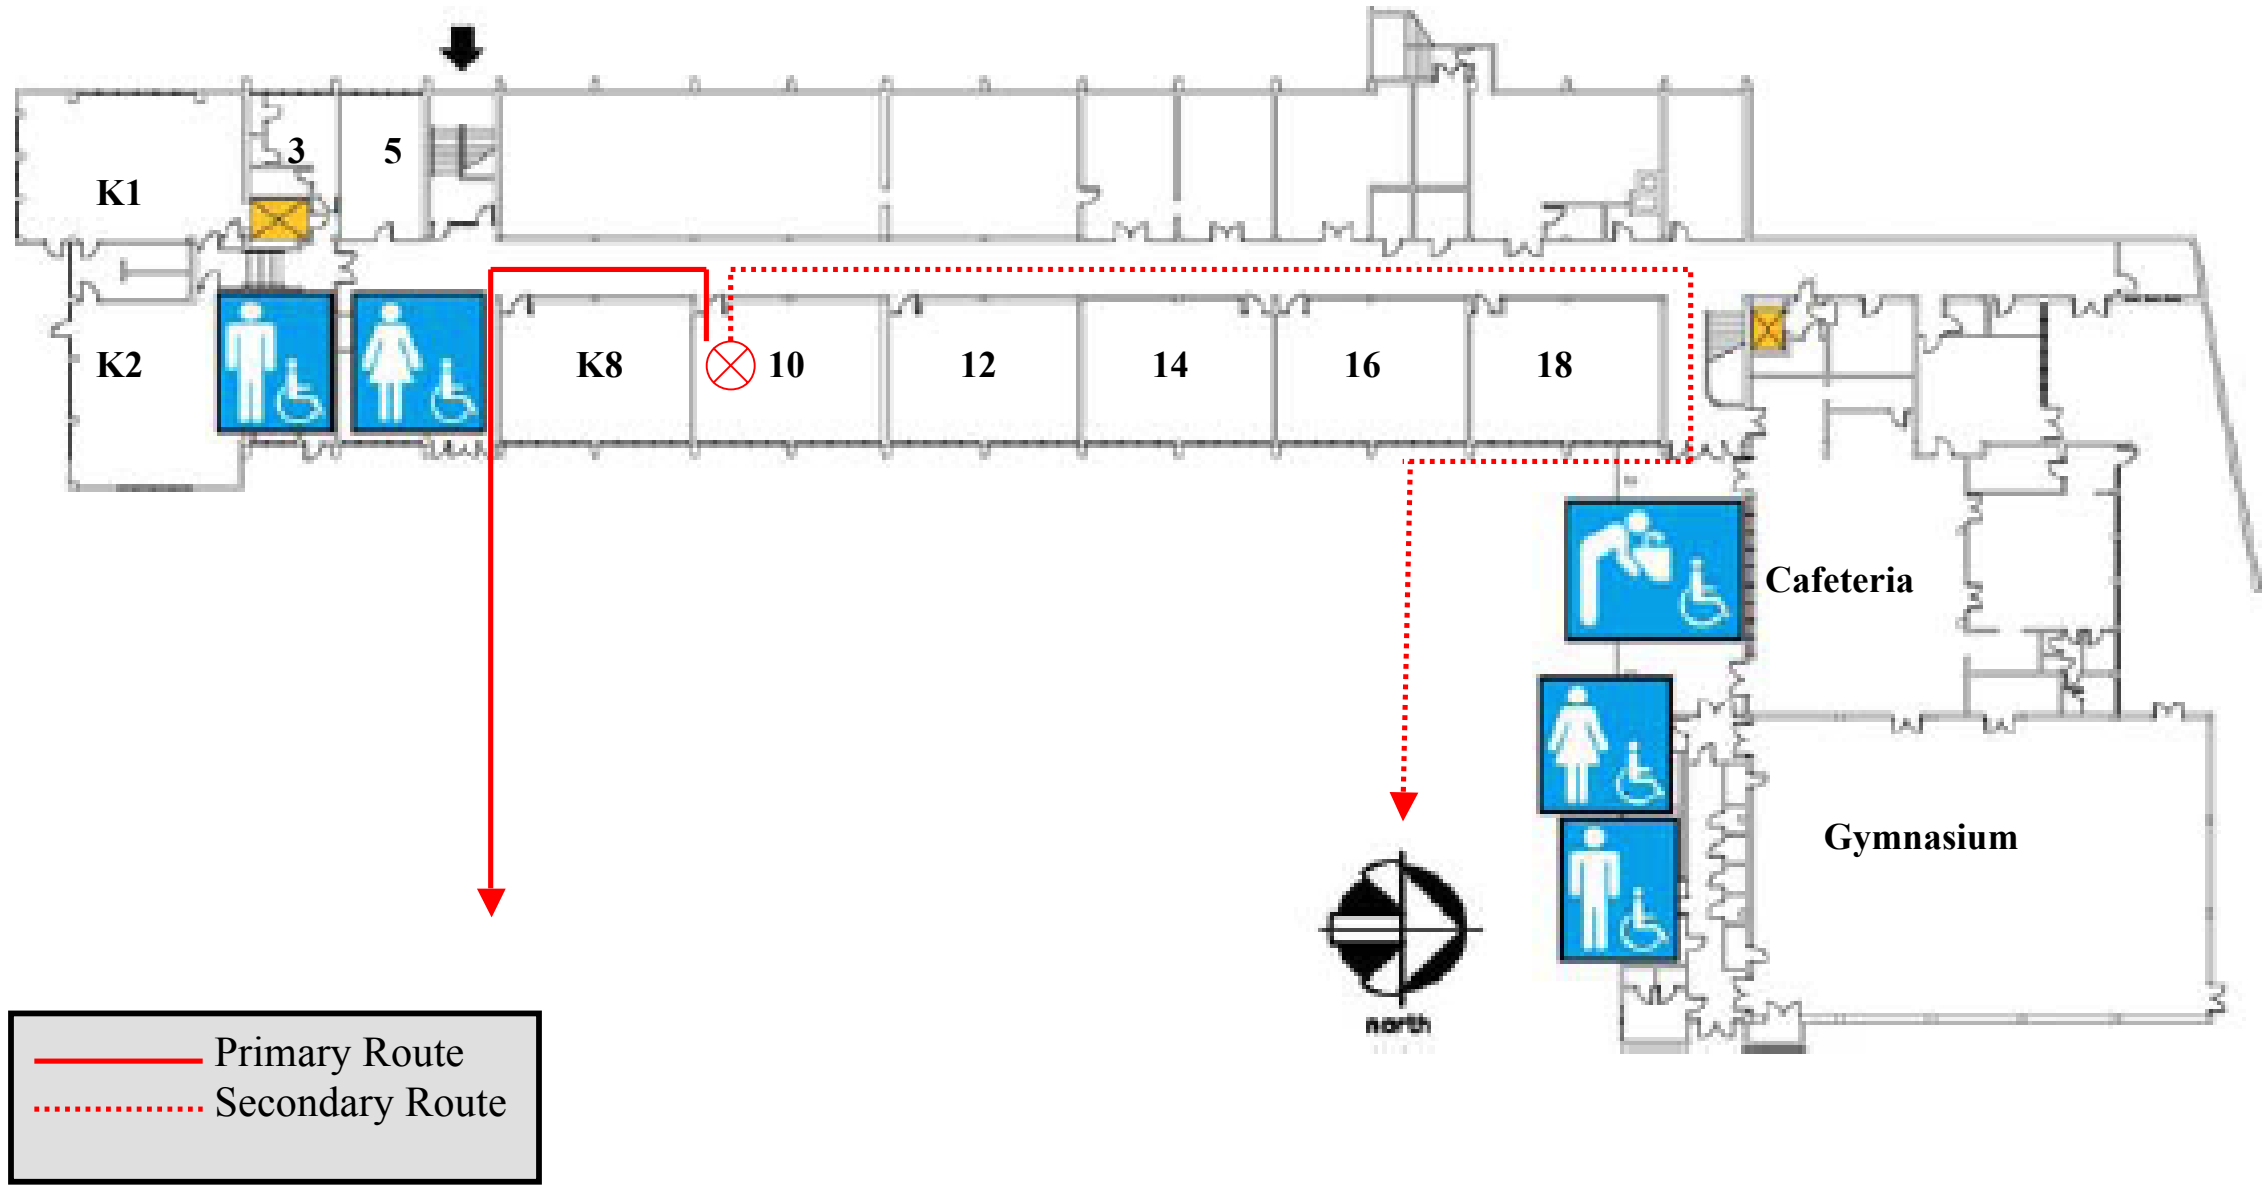 3
5
K1
K2
K8
10
12
14
16
18
Cafeteria
Gymnasium
north
Primary Route
Secondary Route